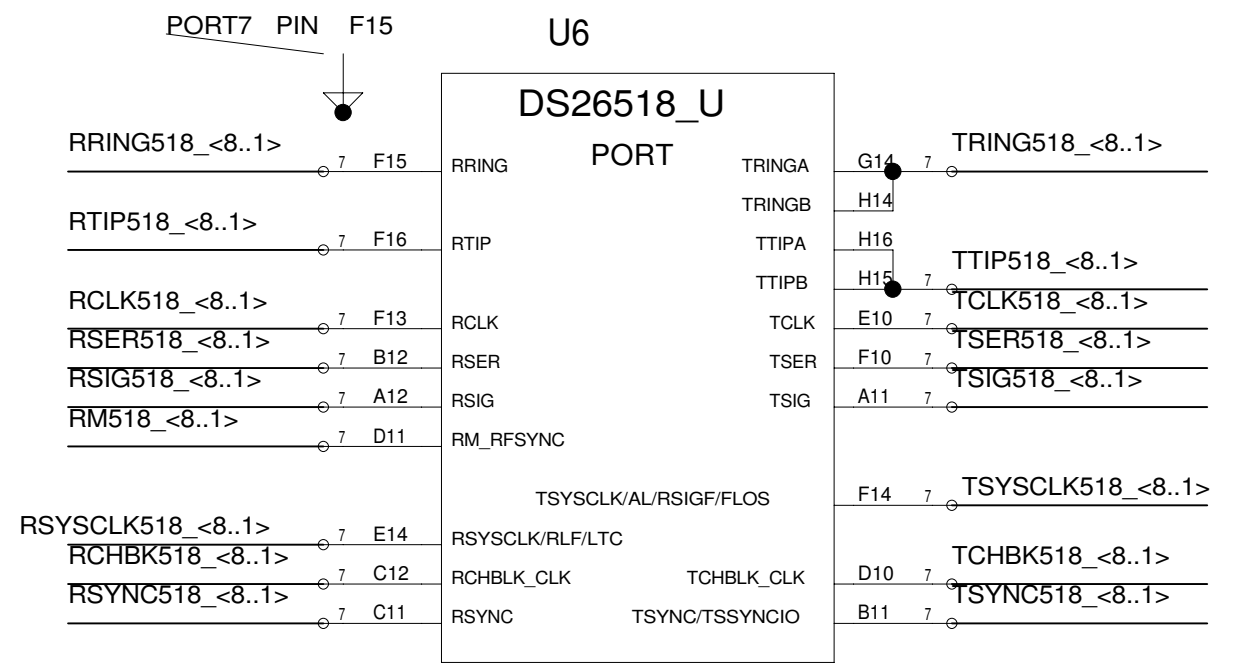 PORT7 PIN F15
U6
DS26518_U
PORT
RRING518_<8..1> 7 F15 RRING TRINGA G14 7 TRING518_<8..1>
TRINGB H14
RTIP518_<8..1> 7 F16 RTIP TTIPA H16
TTIPB H15 7 TTIP518_<8..1>
RCLK518_<8..1> 7 F13 RCLK TCLK E10 7 TCLK518_<8..1>
RSER518_<8..1> 7 B12 RSER TSER F10 7 TSER518_<8..1>
RSIG518_<8..1> 7 A12 RSIG TSIG A11 7 TSIG518_<8..1>
RM518_<8..1> 7 D11 RM_RFSYNC
TSYSCLK/AL/RSIGF/FLOS F14 7 TSYSCLK518_<8..1>
RSYSCLK518_<8..1> 7 E14 RSYSCLK/RLF/LTC
RCHBK518_<8..1> 7 C12 RCHBLK_CLK TCHBLK_CLK D10 7 TCHBK518_<8..1>
RSYNC518_<8..1> 7 C11 RSYNC TSYNC/TSSYNCIO B11 7 TSYNC518_<8..1>